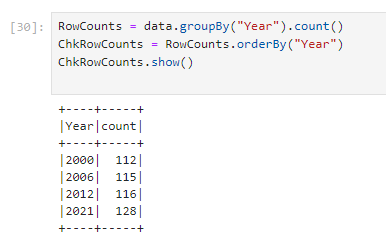 [30]: RowCounts = data.groupBy("Year").count()
ChkRowCounts = RowCounts.orderBy("Year")
ChkRowCounts.show()
+----+-----+
|Year|count|
+----+-----+
|2000|  112|
|2006|  115|
|2012|  116|
|2021|  128|
+----+-----+